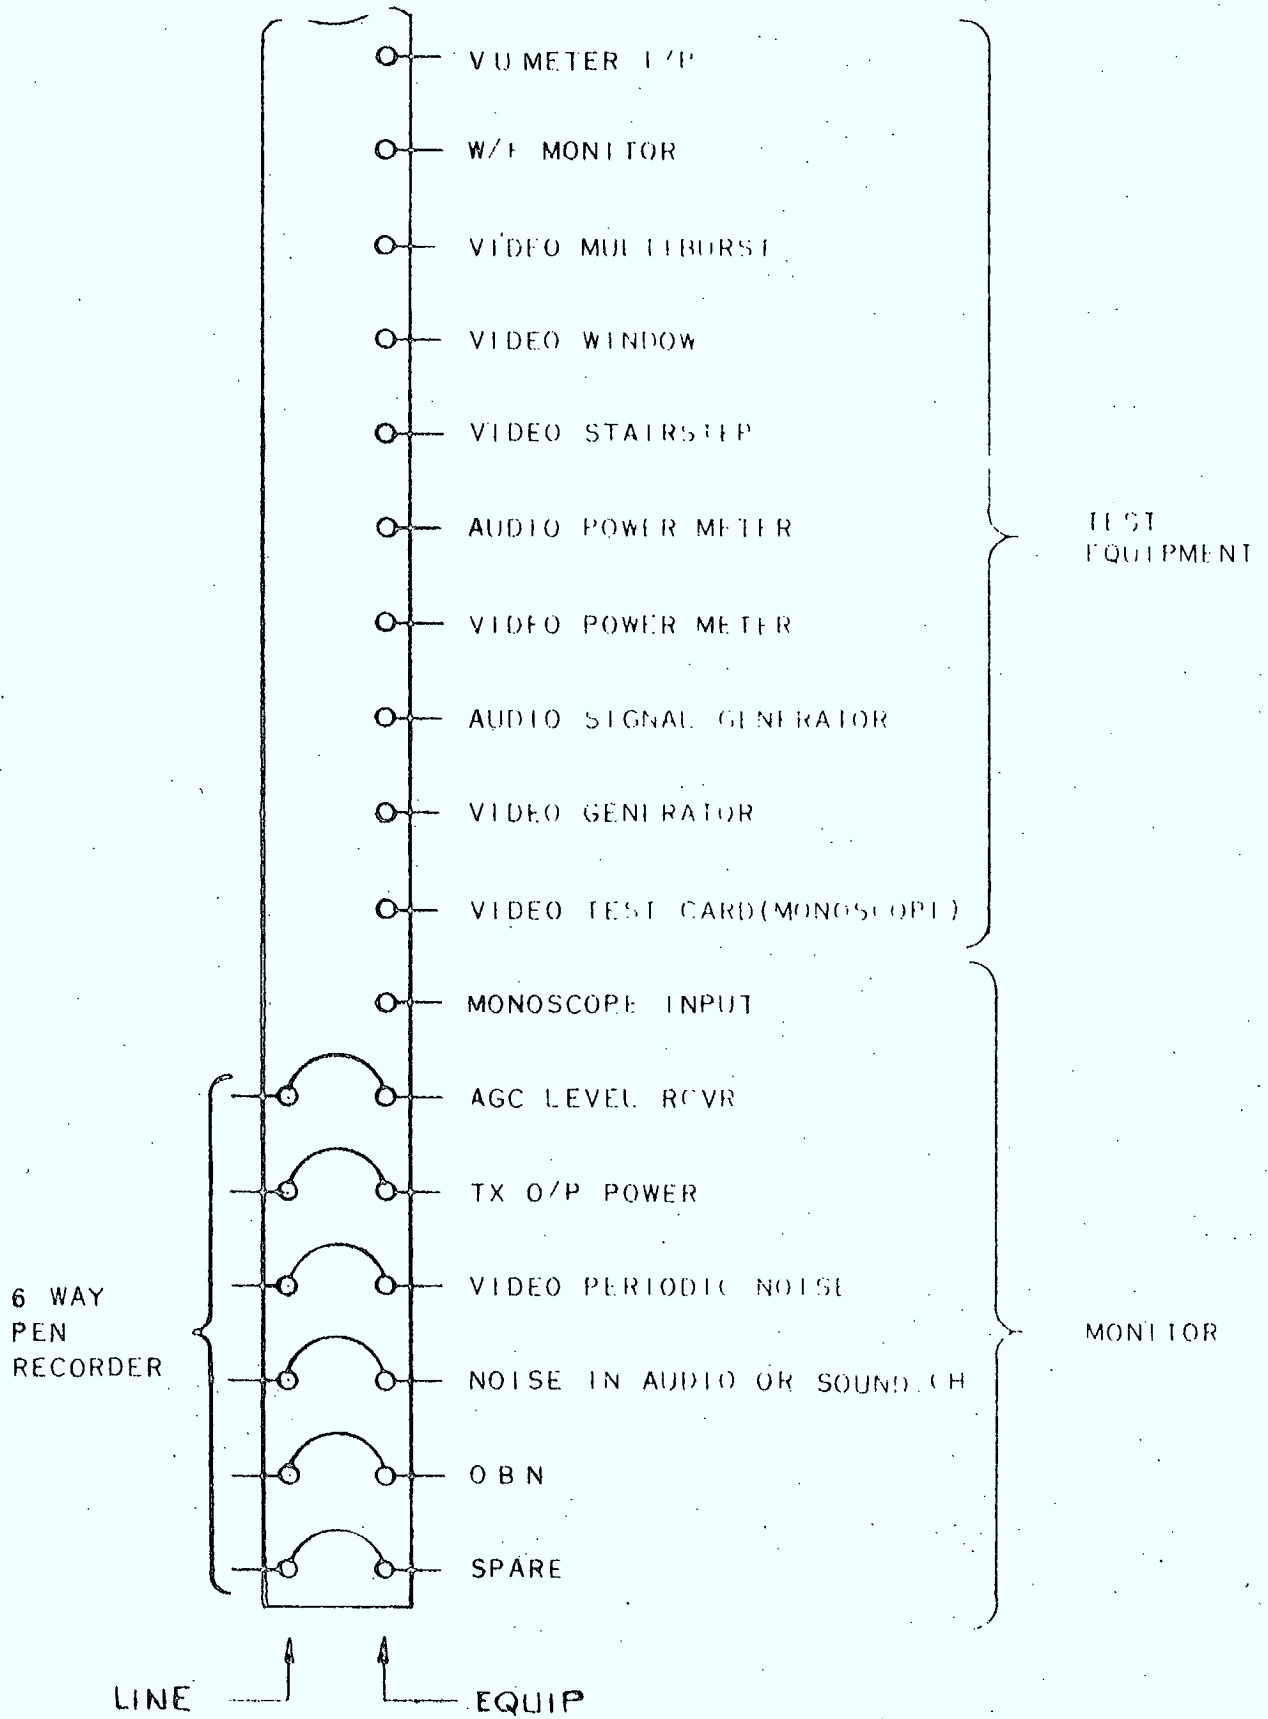 VU METER I/P
W/F MONITOR
VIDEO MULTIBURST
VIDEO WINDOW
VIDEO STAIRSTEP
AUDIO POWER METER
VIDEO POWER METER
AUDIO SIGNAL GENERATOR
VIDEO GENERATOR
VIDEO TEST CARD(MONOSCOPE)
TEST
EQUIPMENT
MONOSCOPE INPUT
AGC LEVEL RCVR
TX O/P POWER
VIDEO PERIODIC NOISE
NOISE IN AUDIO OR SOUND CH
OBN
SPARE
MONITOR
6 WAY
PEN
RECORDER
LINE
EQUIP